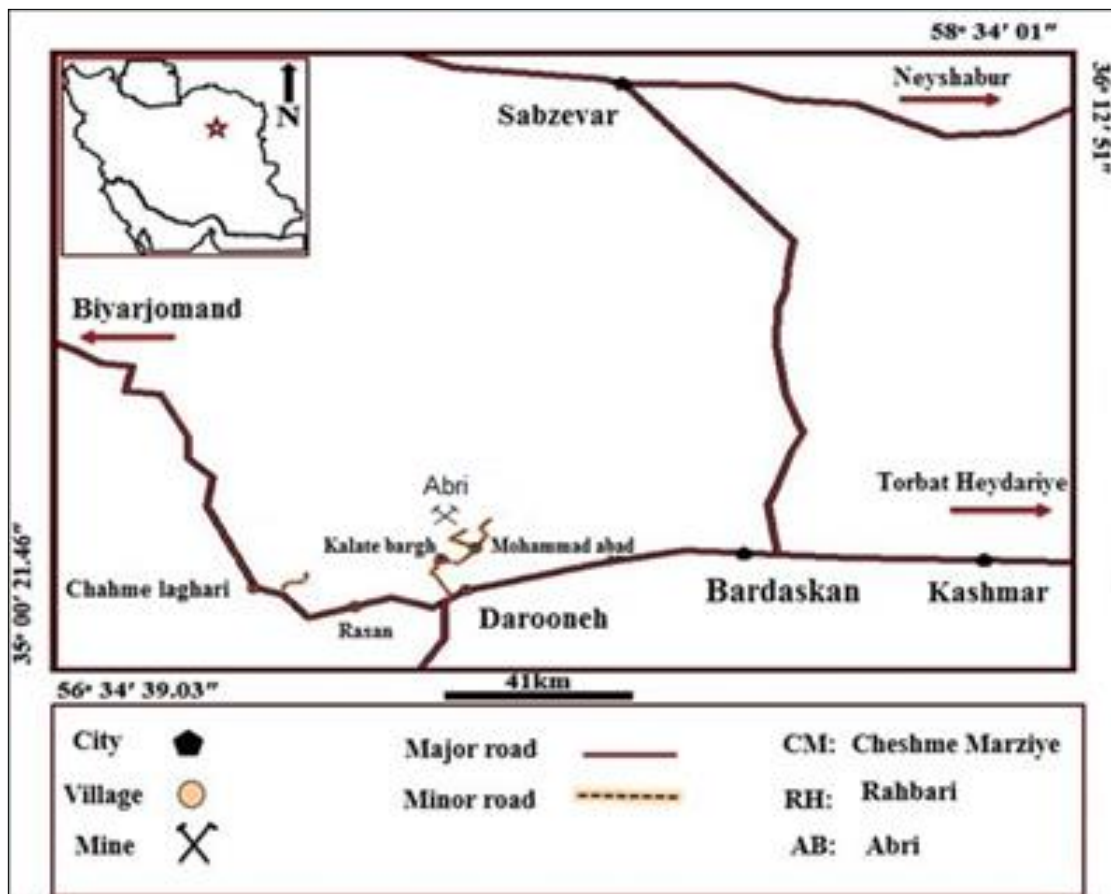 58° 34' 01"
36° 12' 51"
N
Neyshabur
Sabzevar
Biyarjomand
Abri
Torbat Heydariye
Kalate bargh
Mohammad abad
Chahme laghari
Bardaskan
Kashmar
Rasan
Darooneh
35° 00' 21.46"
56° 34' 39.03"
41km
City
Major road
CM: Cheshme Marziye
Village
Minor road
RH: Rahbari
Mine
AB: Abri